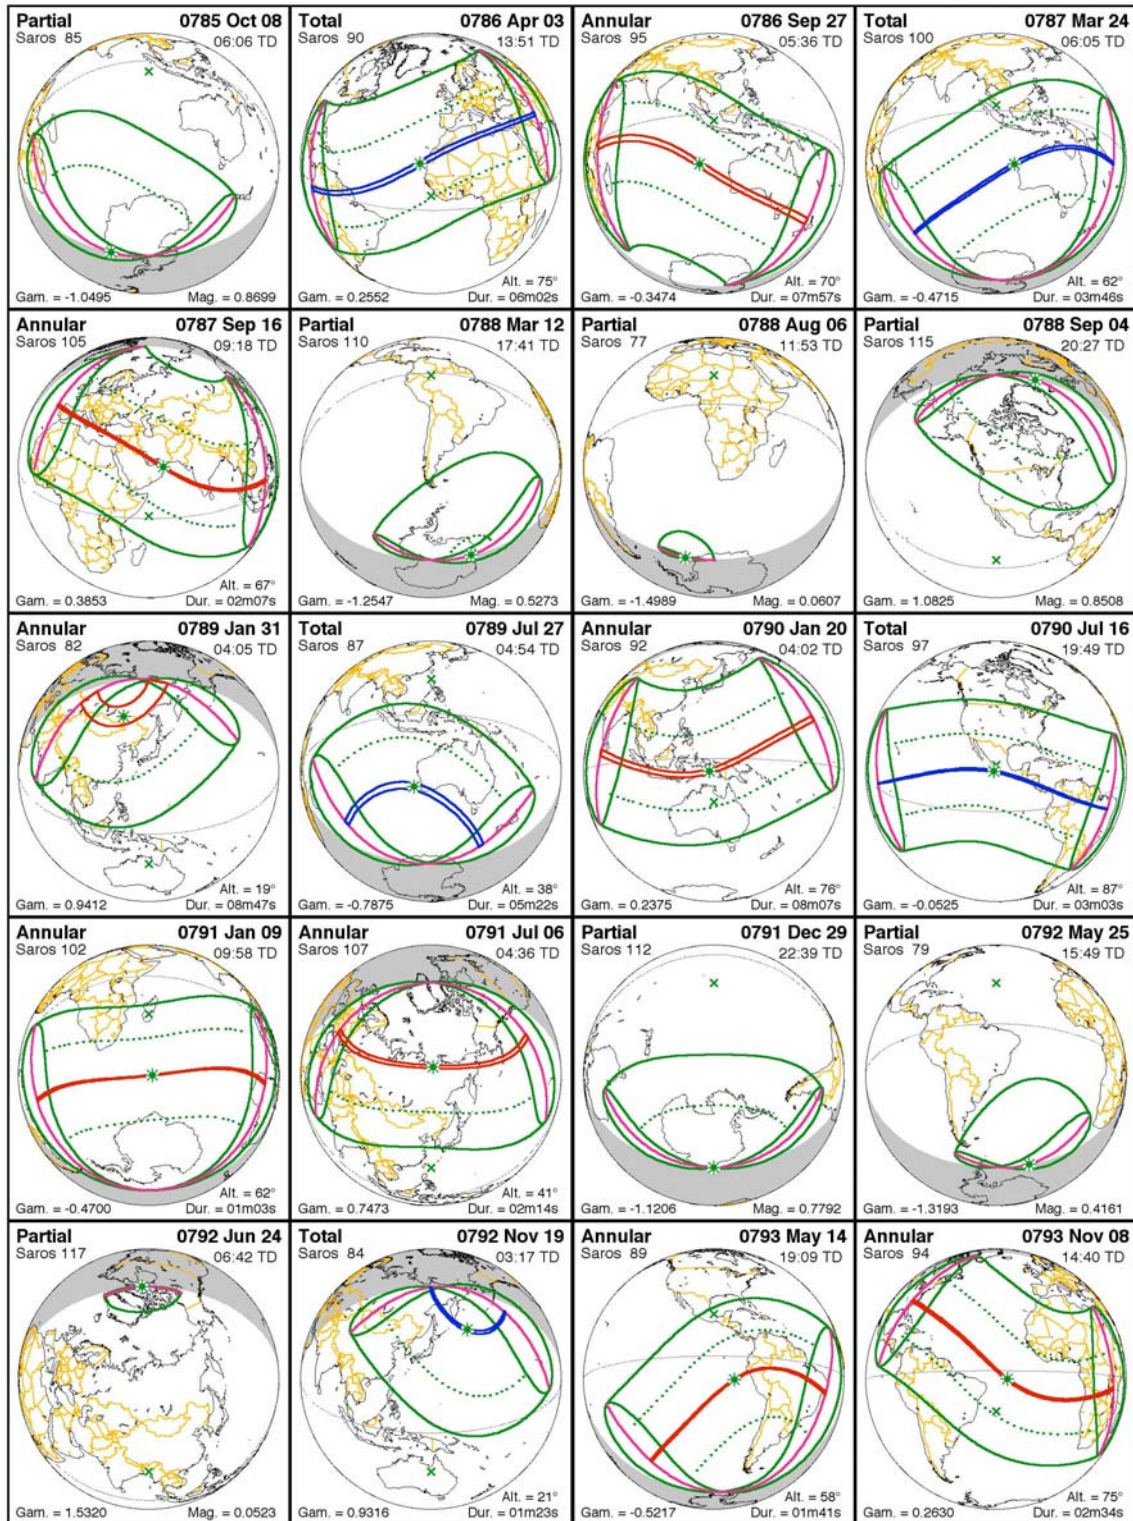 Partial 0785 Oct 08
Saros 85 06:06 TD
Gam. = -1.0495 Mag. = 0.8699
Total 0786 Apr 03
Saros 90 13:51 TD
Alt. = 75°
Gam. = 0.2552 Dur. = 06m02s
Annular 0786 Sep 27
Saros 95 05:36 TD
Alt. = 70°
Gam. = -0.3474 Dur. = 07m57s
Total 0787 Mar 24
Saros 100 06:05 TD
Alt. = 62°
Gam. = -0.4715 Dur. = 03m46s
Annular 0787 Sep 16
Saros 105 09:18 TD
Alt. = 67°
Gam. = 0.3853 Dur. = 02m07s
Partial 0788 Mar 12
Saros 110 17:41 TD
Gam. = -1.2547 Mag. = 0.5273
Partial 0788 Aug 06
Saros 77 11:53 TD
Gam. = -1.4989 Mag. = 0.0607
Partial 0788 Sep 04
Saros 115 20:27 TD
Gam. = 1.0825 Mag. = 0.8508
Annular 0789 Jan 31
Saros 82 04:05 TD
Alt. = 19°
Gam. = 0.9412 Dur. = 08m47s
Total 0789 Jul 27
Saros 87 04:54 TD
Alt. = 38°
Gam. = -0.7875 Dur. = 05m22s
Annular 0790 Jan 20
Saros 92 04:02 TD
Alt. = 76°
Gam. = 0.2375 Dur. = 08m07s
Total 0790 Jul 16
Saros 97 19:49 TD
Alt. = 87°
Gam. = -0.0525 Dur. = 03m03s
Annular 0791 Jan 09
Saros 102 09:58 TD
Alt. = 62°
Gam. = -0.4700 Dur. = 01m03s
Annular 0791 Jul 06
Saros 107 04:36 TD
Alt. = 41°
Gam. = 0.7473 Dur. = 02m14s
Partial 0791 Dec 29
Saros 112 22:39 TD
Gam. = -1.1206 Mag. = 0.7792
Partial 0792 May 25
Saros 79 15:49 TD
Gam. = -1.3193 Mag. = 0.4161
Partial 0792 Jun 24
Saros 117 06:42 TD
Gam. = 1.5320 Mag. = 0.0523
Total 0792 Nov 19
Saros 84 03:17 TD
Alt. = 21°
Gam. = 0.9316 Dur. = 01m23s
Annular 0793 May 14
Saros 89 19:09 TD
Alt. = 58°
Gam. = -0.5217 Dur. = 01m41s
Annular 0793 Nov 08
Saros 94 14:40 TD
Alt. = 75°
Gam. = 0.2630 Dur. = 02m34s